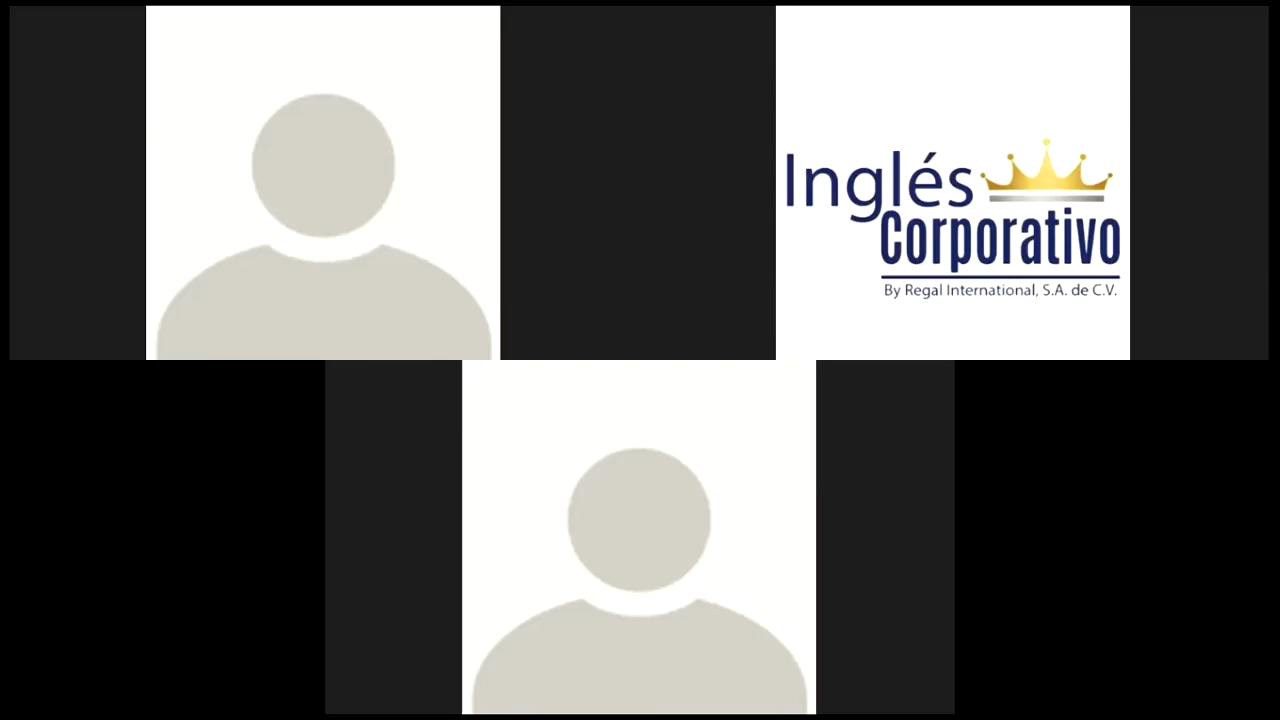 Inglés
Corporativo
By Regal International, S.A. de C.V.